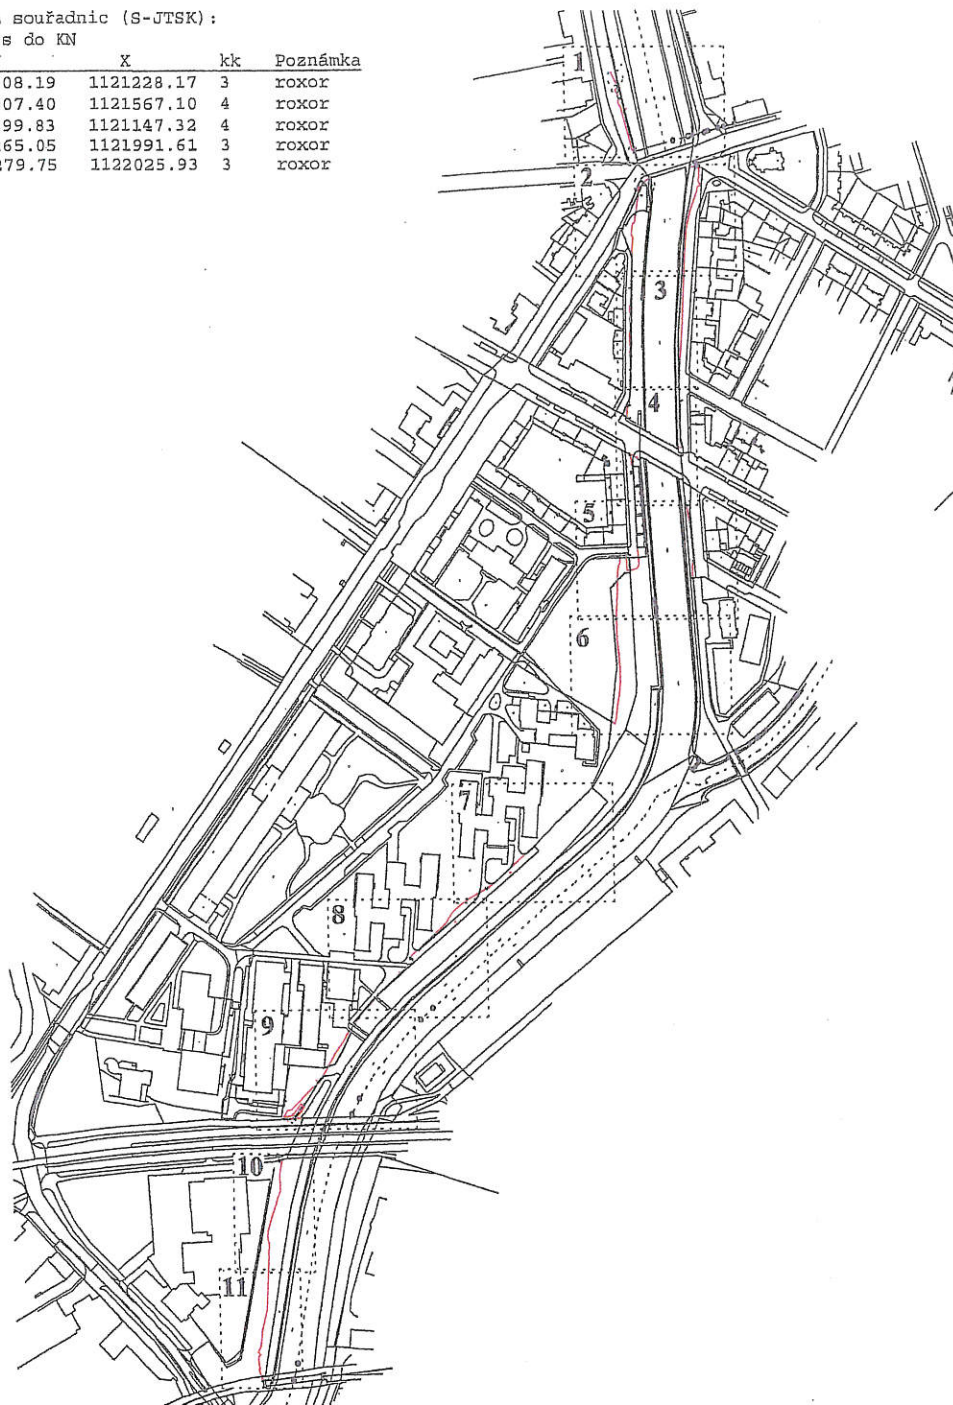 souřadnic (S-JTSK):
s do KN
X kk Poznámka
08.19 1121228.17 3 roxor
07.40 1121567.10 4 roxor
99.83 1121147.32 4 roxor
65.05 1121991.61 3 roxor
279.75 1122025.93 3 roxor
1
2
3
4
5
6
7
8
9
10
11